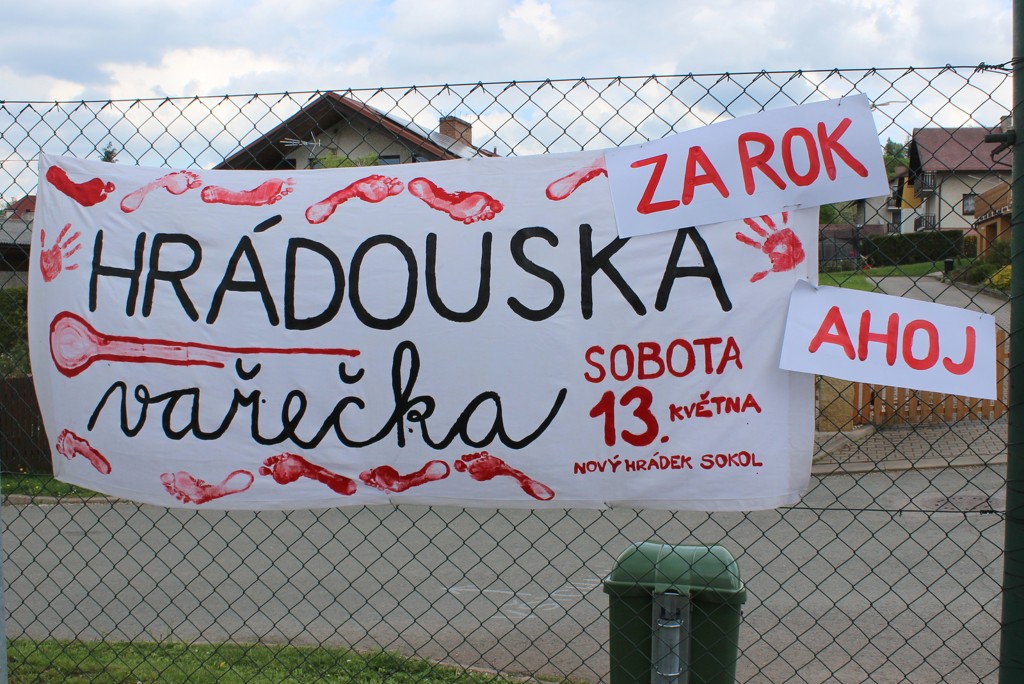 ZA ROK
HRÁDOUSKA
AHOJ
vařečka
SOBOTA
13. KVĚTNA
NOVÝ HRÁDEK SOKOL